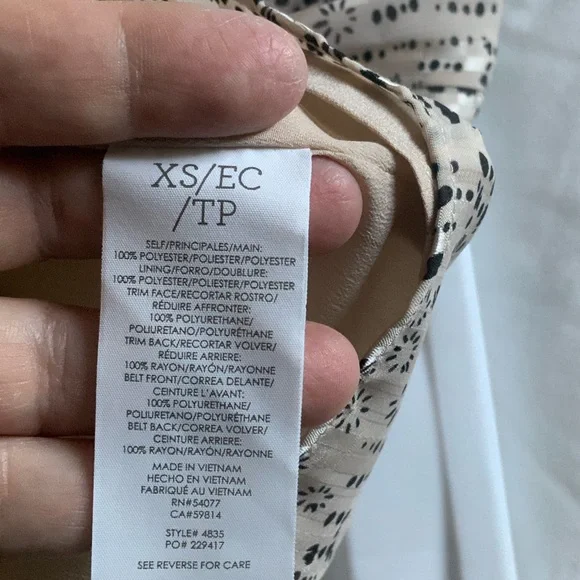 XS/EC
/TP
SELF/PRINCIPALES/MAIN:
100% POLYESTER/POLIESTER/POLYESTER
LINING/FORRO/DOUBLURE:
100% POLYESTER/POLIESTER/POLYESTER
TRIM FACE/RECORTAR ROSTRO/
RÉDUIRE AFFRONTER:
100% POLYURETHANE/
POLIURETANO/POLYURÉTHANE
TRIM BACK/RECORTAR VOLVER/
RÉDUIRE ARRIERE:
100% RAYON/RAYÓN/RAYONNE
BELT FRONT/CORREA DELANTE/
CEINTURE L'AVANT:
100% POLYURETHANE/
POLIURETANO/POLYURÉTHANE
BELT BACK/CORREA VOLVER/
CEINTURE ARRIERE:
100% RAYON/RAYÓN/RAYONNE
MADE IN VIETNAM
HECHO EN VIETNAM
FABRIQUÉ AU VIETNAM
RN#54077
CA#59814
STYLE# 4835
PO# 229417
SEE REVERSE FOR CARE